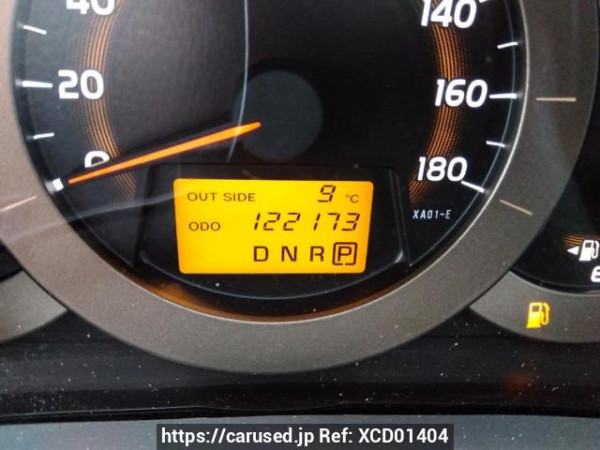 40
140
20
160
0
180
OUT SIDE 9 °C
ODO 122173
D N R P
XA01-E
E
https://carused.jp Ref: XCD01404